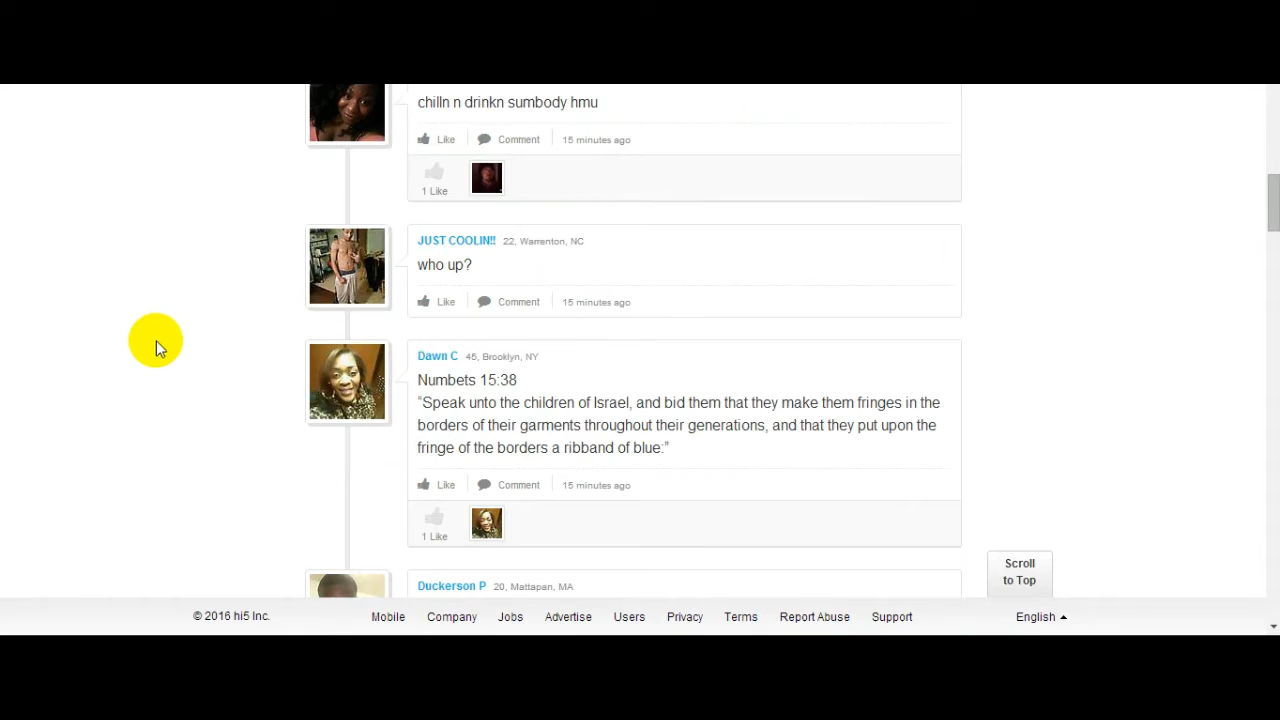 chilln n drinkn sumbody hmu
Like Comment 15 minutes ago
1 Like
JUST COOLIN!! 22, Warrenton, NC
who up?
Like Comment 15 minutes ago
Dawn C 45, Brooklyn, NY
Numbets 15:38
"Speak unto the children of Israel, and bid them that they make them fringes in the
borders of their garments throughout their generations, and that they put upon the
fringe of the borders a ribband of blue:"
Like Comment 15 minutes ago
1 Like
Scroll
to Top
Duckerson P 20, Mattapan, MA
© 2016 hi5 Inc. Mobile Company Jobs Advertise Users Privacy Terms Report Abuse Support English